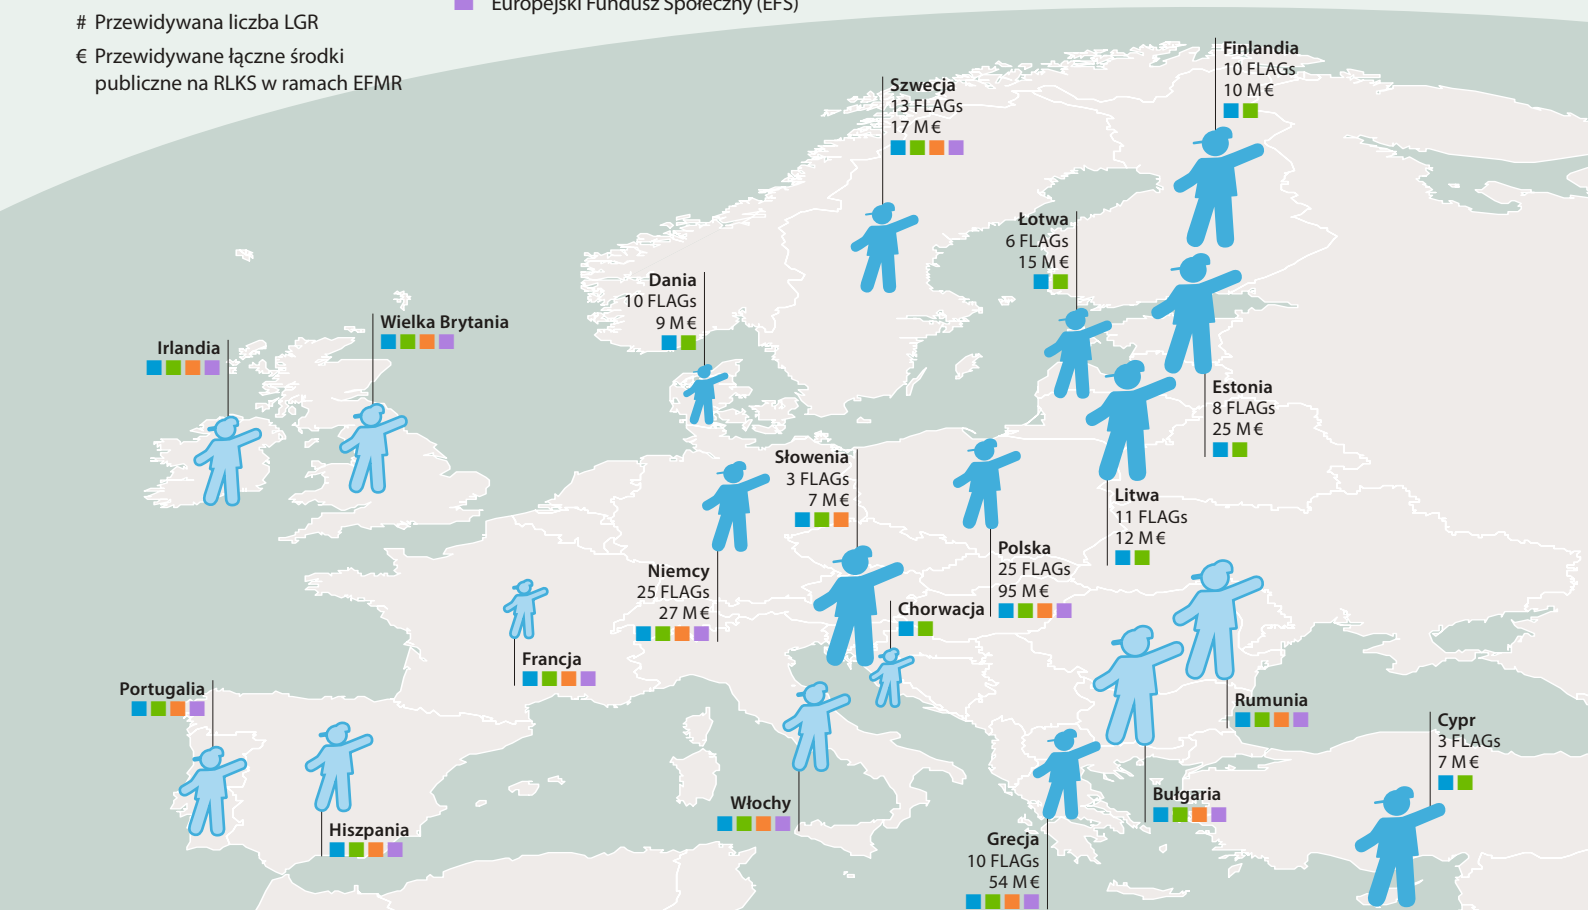 Europejski Fundusz Społeczny (EFS)
# Przewidywana liczba LGR
€ Przewidywane łączne środki
publiczne na RLKS w ramach EFMR
Finlandia
10 FLAGs
10 M €
Szwecja
13 FLAGs
17 M €
Łotwa
6 FLAGs
15 M €
Dania
10 FLAGs
9 M €
Wielka Brytania
Irlandia
Estonia
8 FLAGs
25 M €
Słowenia
3 FLAGs
7 M €
Litwa
11 FLAGs
12 M €
Polska
25 FLAGs
95 M €
Niemcy
25 FLAGs
27 M €
Chorwacja
Francja
Portugalia
Rumunia
Cypr
3 FLAGs
7 M €
Bułgaria
Włochy
Hiszpania
Grecja
10 FLAGs
54 M €